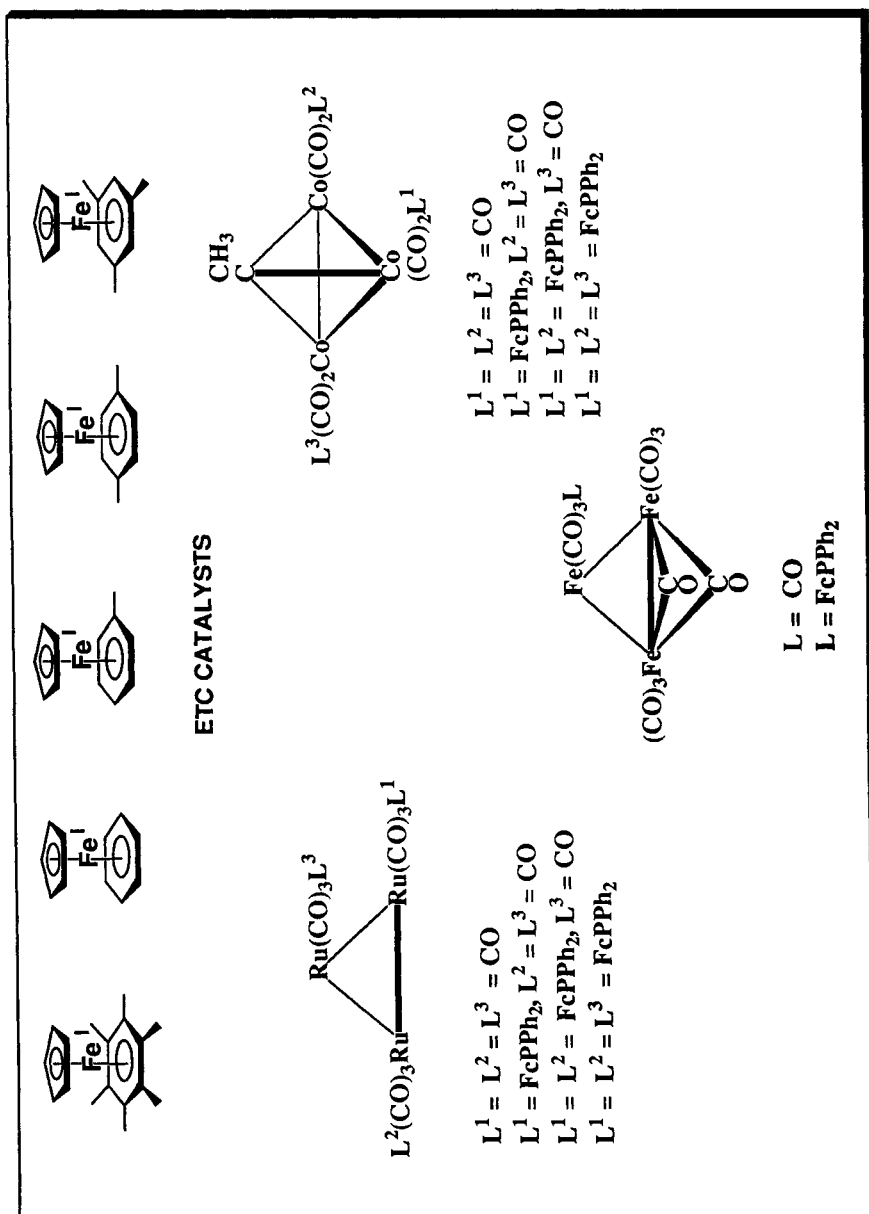 Fe I
Fe I
Fe I
Fe I
Fe I
ETC CATALYSTS
Ru(CO)₃L³
L²(CO)₃Ru
Ru(CO)₃L¹
L¹ = L² = L³ = CO
L¹ = FcPPh₂, L² = L³ = CO
L¹ = L² = FcPPh₂, L³ = CO
L¹ = L² = L³ = FcPPh₂
CH₃
C
L³(CO)₂Co
Co(CO)₂L²
Co
(CO)₂L¹
L¹ = L² = L³ = CO
L¹ = FcPPh₂, L² = L³ = CO
L¹ = L² = FcPPh₂, L³ = CO
L¹ = L² = L³ = FcPPh₂
Fe(CO)₃L
(CO)₃Fe
Fe(CO)₃
C
O
C
O
L = CO
L = FcPPh₂